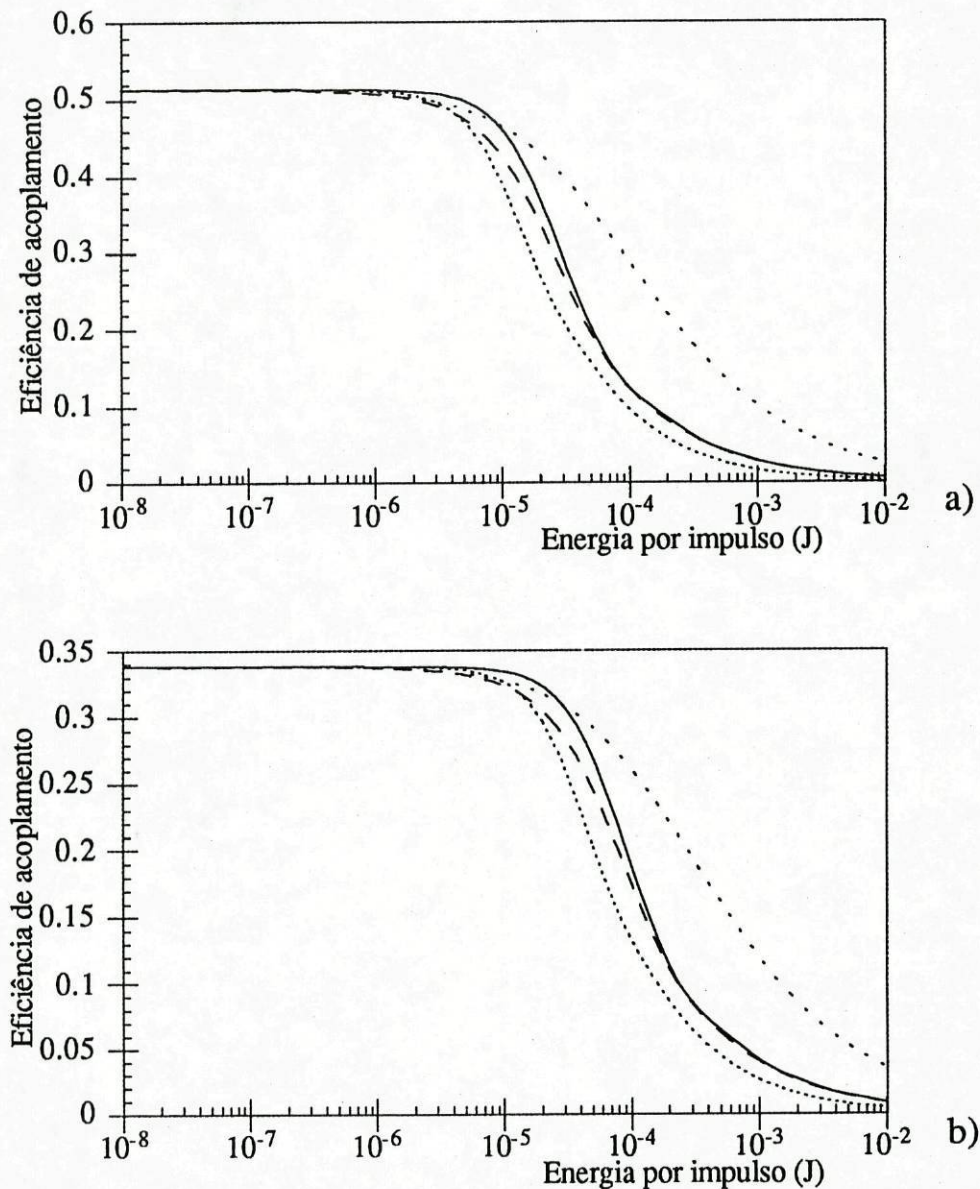 0.6
0.5
0.4
0.3
0.2
0.1
0
Eficiência de acoplamento
10-8 10-7 10-6 10-5 10-4 10-3 10-2
Energia por impulso (J)
a)
0.35
0.3
0.25
0.2
0.15
0.1
0.05
0
Eficiência de acoplamento
10-8 10-7 10-6 10-5 10-4 10-3 10-2
Energia por impulso (J)
b)